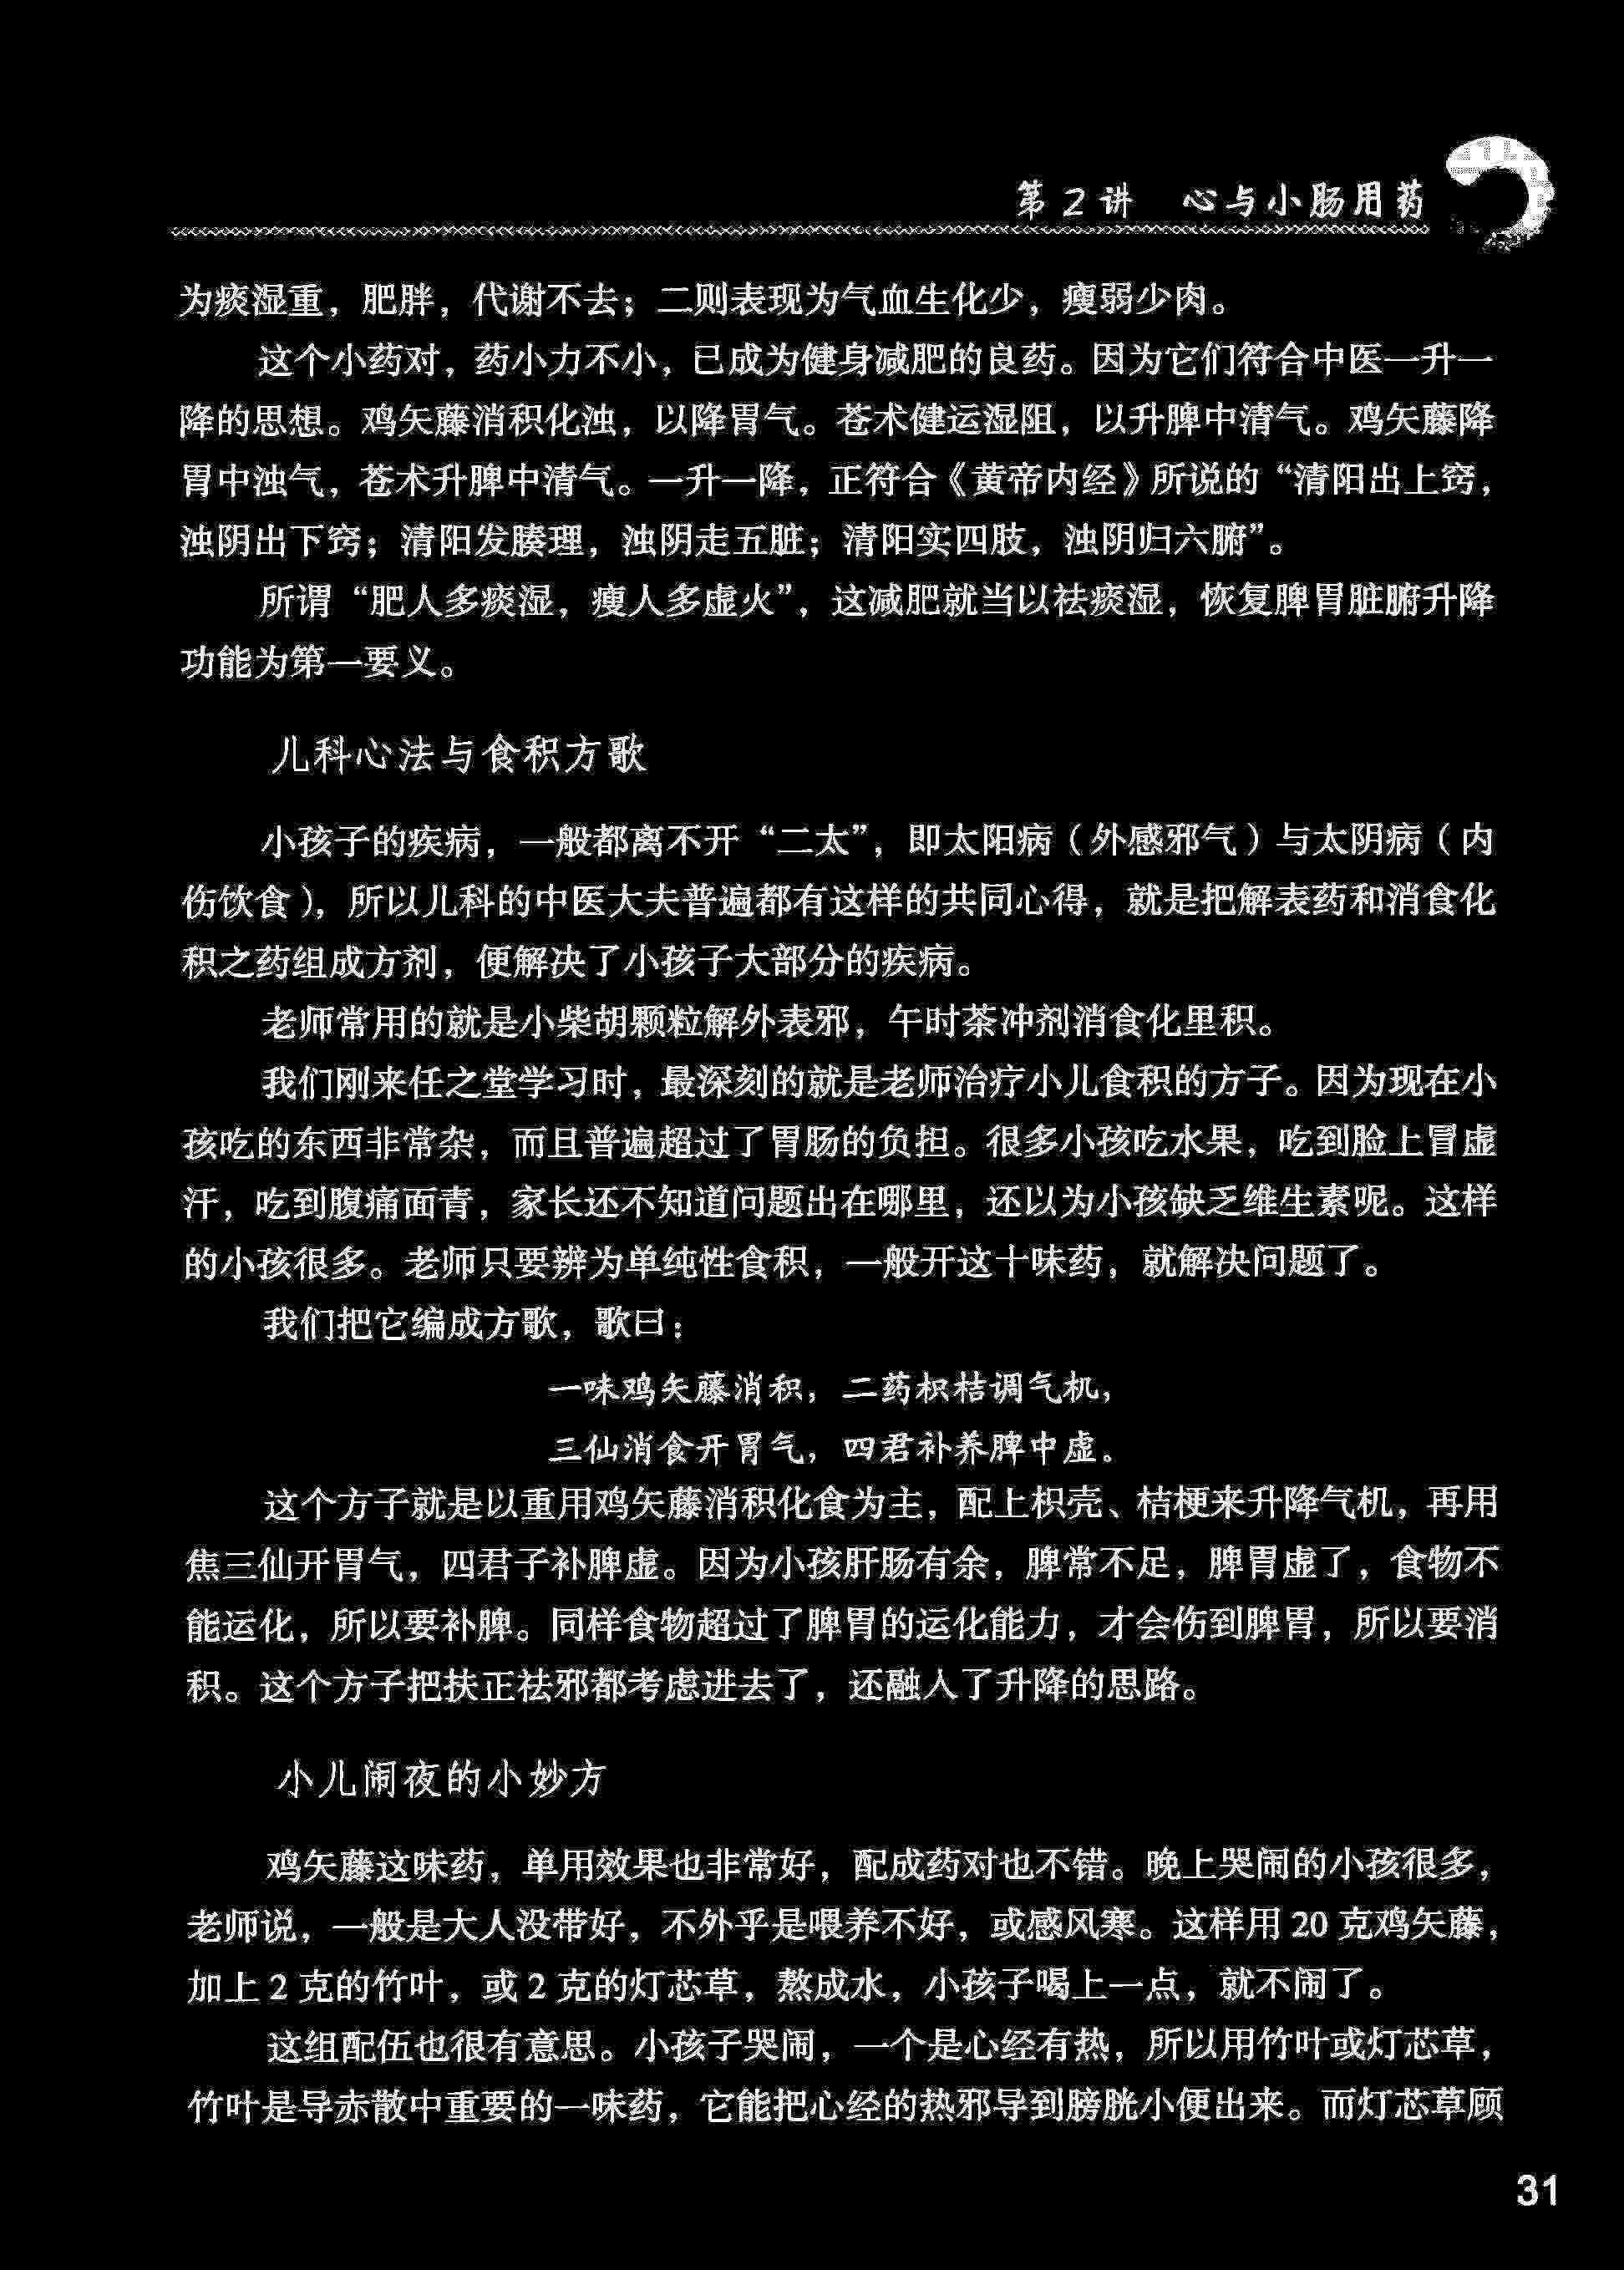 第2讲 心与小肠用药
为痰湿重，肥胖，代谢不去；二则表现为气血生化少，瘦弱少肉。
这个小药对，药小力不小，已成为健身减肥的良药。因为它们符合中医一升一
降的思想。鸡矢藤消积化浊，以降胃气。苍术健运湿阻，以升脾中清气。鸡矢藤降
胃中浊气，苍术升脾中清气。一升一降，正符合《黄帝内经》所说的“清阳出上窍，
浊阴出下窍；清阳发腠理，浊阴走五脏；清阳实四肢，浊阴归六腑”。
所谓“肥人多痰湿，瘦人多虚火”，这减肥就当以祛痰湿，恢复脾胃脏腑升降
功能为第一要义。
儿科心法与食积方歌
小孩子的疾病，一般都离不开“二太”，即太阳病（外感邪气）与太阴病（内
伤饮食），所以儿科的中医大夫普遍都有这样的共同心得，就是把解表药和消食化
积之药组成方剂，便解决了小孩子大部分的疾病。
老师常用的就是小柴胡颗粒解外表邪，午时茶冲剂消食化里积。
我们刚来任之堂学习时，最深刻的就是老师治疗小儿食积的方子。因为现在小
孩吃的东西非常杂，而且普遍超过了胃肠的负担。很多小孩吃水果，吃到脸上冒虚
汗，吃到腹痛面青，家长还不知道问题出在哪里，还以为小孩缺乏维生素呢。这样
的小孩很多。老师只要辨为单纯性食积，一般开这十味药，就解决问题了。
我们把它编成方歌，歌曰：
一味鸡矢藤消积，二药枳桔调气机，
三仙消食开胃气，四君补养脾中虚。
这个方子就是以重用鸡矢藤消积化食为主，配上枳壳、桔梗来升降气机，再用
焦三仙开胃气，四君子补脾虚。因为小孩肝肠有余，脾常不足，脾胃虚了，食物不
能运化，所以要补脾。同样食物超过了脾胃的运化能力，才会伤到脾胃，所以要消
积。这个方子把扶正祛邪都考虑进去了，还融入了升降的思路。
小儿闹夜的小妙方
鸡矢藤这味药，单用效果也非常好，配成药对也不错。晚上哭闹的小孩很多，
老师说，一般是大人没带好，不外乎是喂养不好，或感风寒。这样用20克鸡矢藤，
加上2克的竹叶，或2克的灯芯草，熬成水，小孩子喝上一点，就不闹了。
这组配伍也很有意思。小孩子哭闹，一个是心经有热，所以用竹叶或灯芯草，
竹叶是导赤散中重要的一味药，它能把心经的热邪导到膀胱小便出来。而灯芯草顾
31